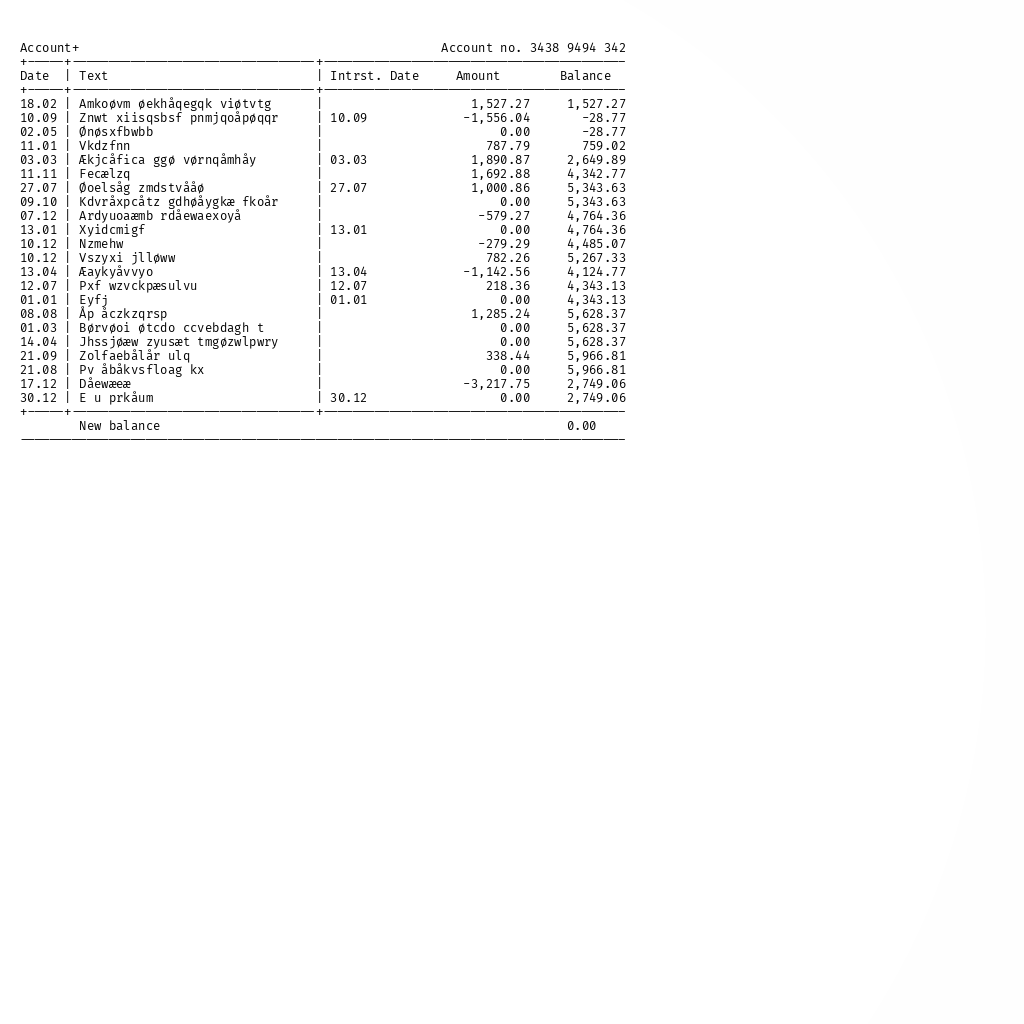 Account+ Account no. 3438 9494 342
Date | Text | Intrst. Date Amount Balance
18.02 | Amkoøvm øekhåqegqk viøtvtg | 1,527.27 1,527.27
10.09 | Znwt xiisqsbsf pnmjqoåpøqqr | 10.09 -1,556.04 -28.77
02.05 | Ønøsxfbwbb | 0.00 -28.77
11.01 | Vkdzfnn | 787.79 759.02
03.03 | Ækjcåfica ggø vørnqåmhåy | 03.03 1,890.87 2,649.89
11.11 | Fecælzq | 1,692.88 4,342.77
27.07 | Øoelsåg zmdstvååø | 27.07 1,000.86 5,343.63
09.10 | Kdvråxpcåtz gdhøåygkæ fkoår | 0.00 5,343.63
07.12 | Ardyuoaæmb rdåewaexoyå | -579.27 4,764.36
13.01 | Xyidcmigf | 13.01 0.00 4,764.36
10.12 | Nzmehw | -279.29 4,485.07
10.12 | Vszyxi jlløww | 782.26 5,267.33
13.04 | Æaykyåvvyo | 13.04 -1,142.56 4,124.77
12.07 | Pxf wzvckpæsulvu | 12.07 218.36 4,343.13
01.01 | Eyfj | 01.01 0.00 4,343.13
08.08 | Åp åczkzqrsp | 1,285.24 5,628.37
01.03 | Børvøoi øtcdo ccvebdagh t | 0.00 5,628.37
14.04 | Jhssjøæw zyusæt tmgøzwlpwry | 0.00 5,628.37
21.09 | Zolfaebålår ulq | 338.44 5,966.81
21.08 | Pv åbåkvsfloag kx | 0.00 5,966.81
17.12 | Dåewæeæ | -3,217.75 2,749.06
30.12 | E u prkåum | 30.12 0.00 2,749.06
New balance 0.00